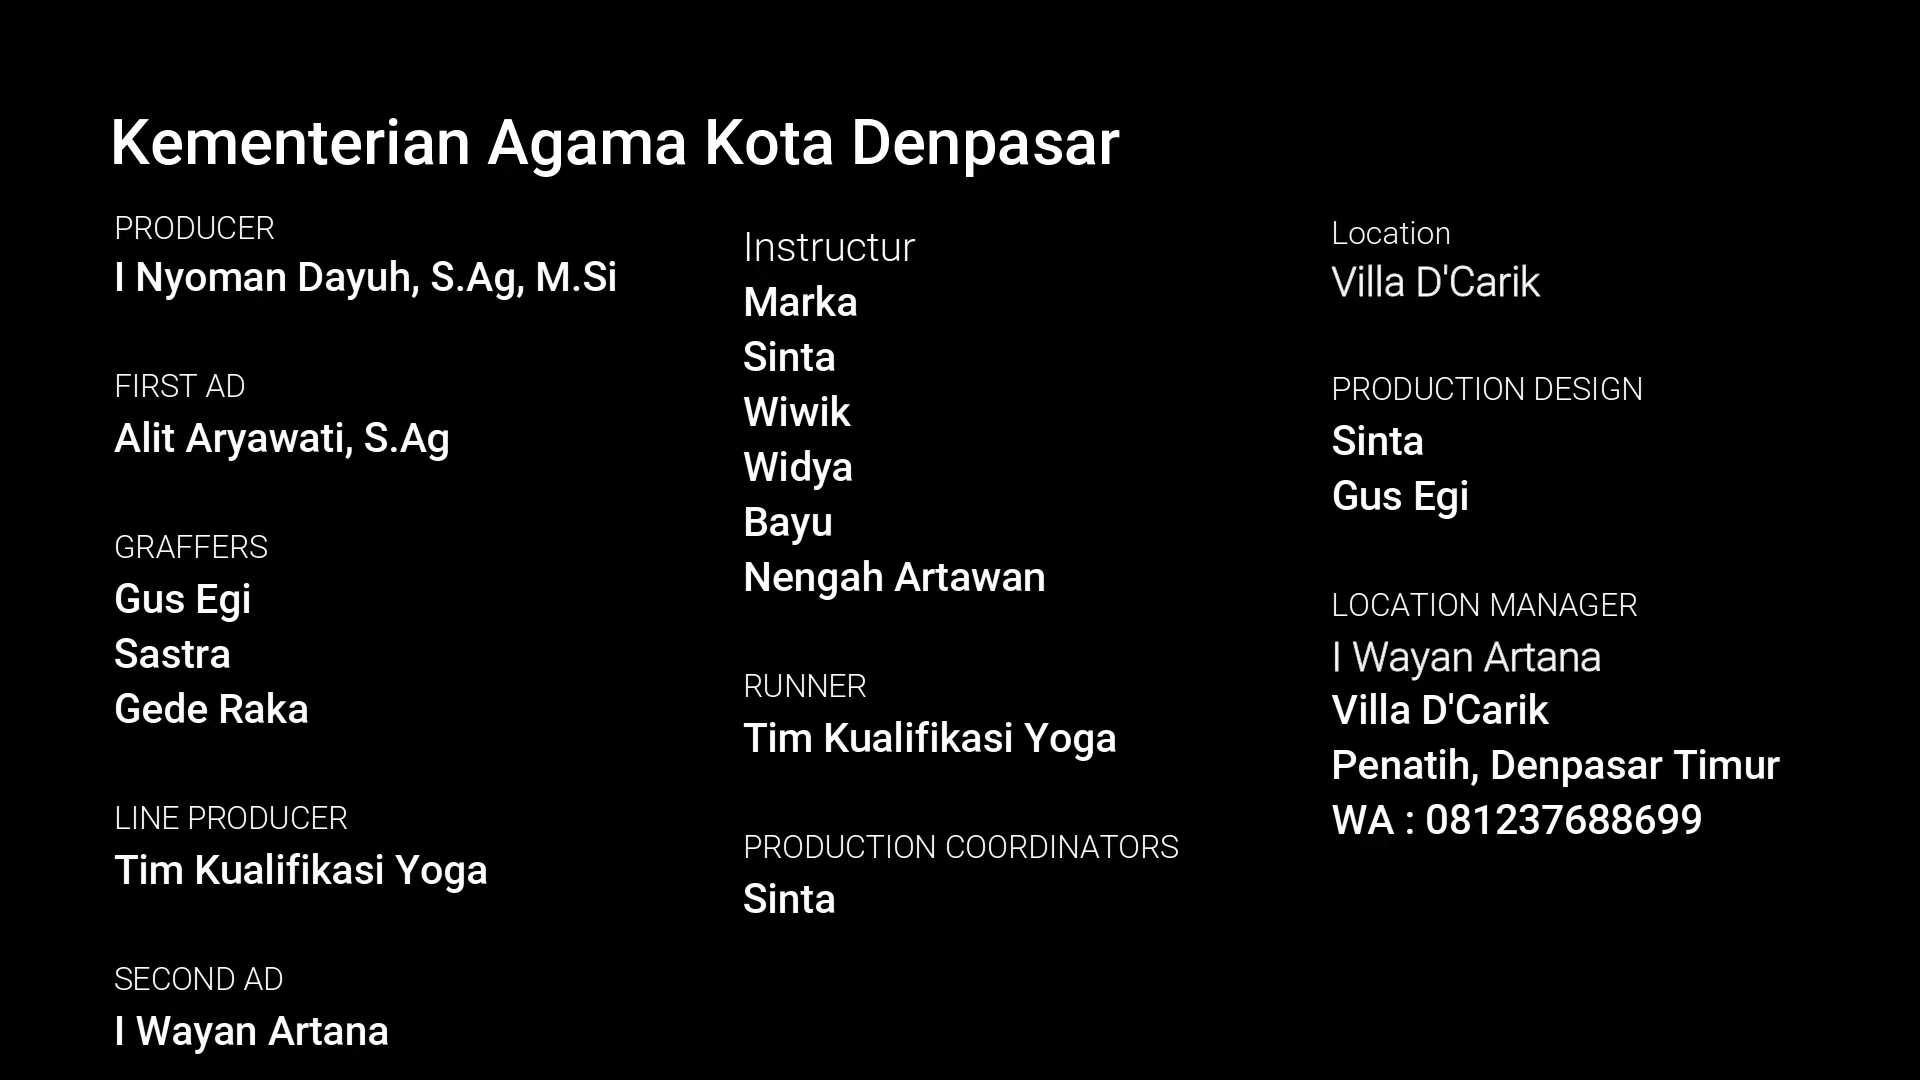 Kementerian Agama Kota Denpasar
PRODUCER
I Nyoman Dayuh, S.Ag, M.Si
FIRST AD
Alit Aryawati, S.Ag
GRAFFERS
Gus Egi
Sastra
Gede Raka
LINE PRODUCER
Tim Kualifikasi Yoga
SECOND AD
I Wayan Artana
Instructur
Marka
Sinta
Wiwik
Widya
Bayu
Nengah Artawan
RUNNER
Tim Kualifikasi Yoga
PRODUCTION COORDINATORS
Sinta
Location
Villa D'Carik
PRODUCTION DESIGN
Sinta
Gus Egi
LOCATION MANAGER
I Wayan Artana
Villa D'Carik
Penatih, Denpasar Timur
WA : 081237688699